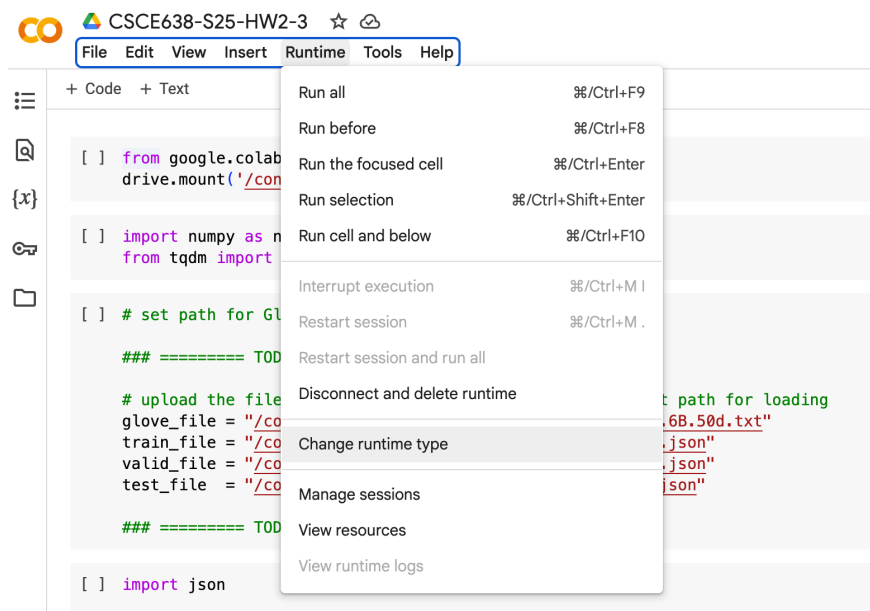 CSCE638-S25-HW2-3
File Edit View Insert Runtime Tools Help
+ Code + Text
Run all ⌘/Ctrl+F9
Run before ⌘/Ctrl+F8
Run the focused cell ⌘/Ctrl+Enter
Run selection ⌘/Ctrl+Shift+Enter
Run cell and below ⌘/Ctrl+F10
Interrupt execution ⌘/Ctrl+M I
Restart session ⌘/Ctrl+M .
Restart session and run all
Disconnect and delete runtime
Change runtime type
Manage sessions
View resources
View runtime logs
{x}
[ ] from google.colab
drive.mount('/con
[ ] import numpy as n
from tqdm import
[ ] # set path for Gl
### ========= TOD
# upload the file t path for loading
glove_file = "/co .6B.50d.txt"
train_file = "/co .json"
valid_file = "/co .json"
test_file = "/co json"
### ========= TOD
[ ] import json